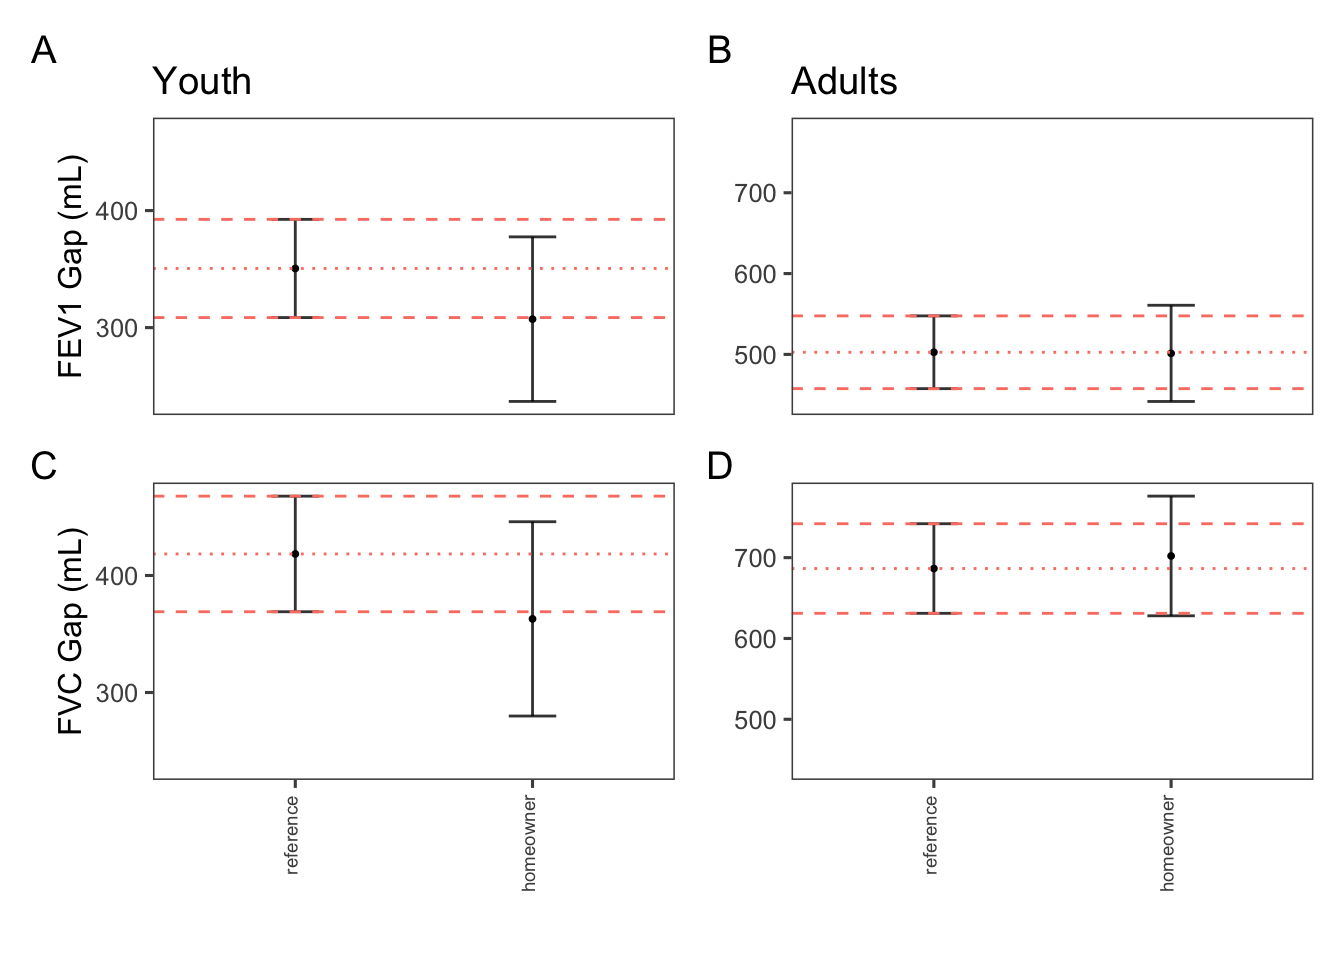 A
Youth
FEV1 Gap (mL)
400
300
B
Adults
700
600
500
C
FVC Gap (mL)
400
300
reference
homeowner
D
700
600
500
reference
homeowner